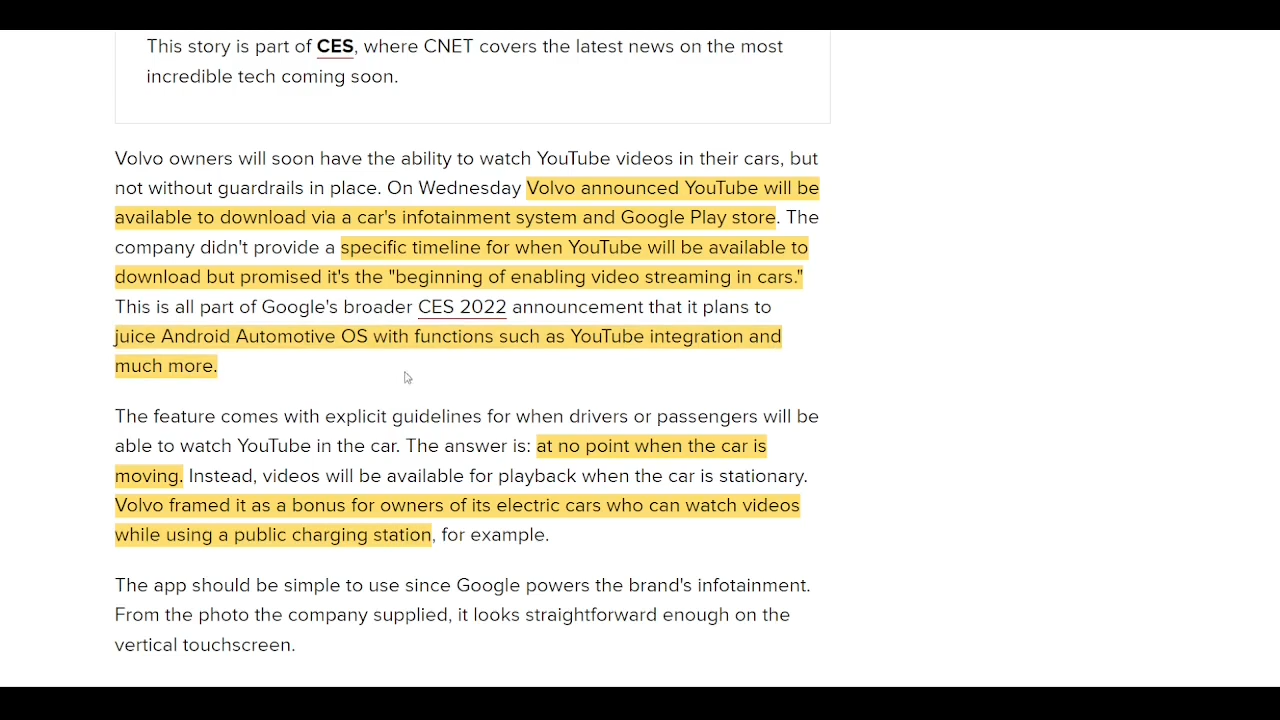 This story is part of CES, where CNET covers the latest news on the most
incredible tech coming soon.
Volvo owners will soon have the ability to watch YouTube videos in their cars, but
not without guardrails in place. On Wednesday Volvo announced YouTube will be
available to download via a car's infotainment system and Google Play store. The
company didn't provide a specific timeline for when YouTube will be available to
download but promised it's the "beginning of enabling video streaming in cars."
This is all part of Google's broader CES 2022 announcement that it plans to
juice Android Automotive OS with functions such as YouTube integration and
much more.
The feature comes with explicit guidelines for when drivers or passengers will be
able to watch YouTube in the car. The answer is: at no point when the car is
moving. Instead, videos will be available for playback when the car is stationary.
Volvo framed it as a bonus for owners of its electric cars who can watch videos
while using a public charging station, for example.
The app should be simple to use since Google powers the brand's infotainment.
From the photo the company supplied, it looks straightforward enough on the
vertical touchscreen.